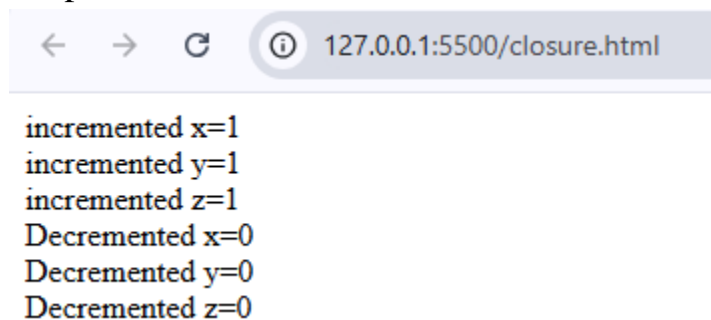 127.0.0.1:5500/closure.html
incremented x=1
incremented y=1
incremented z=1
Decremented x=0
Decremented y=0
Decremented z=0